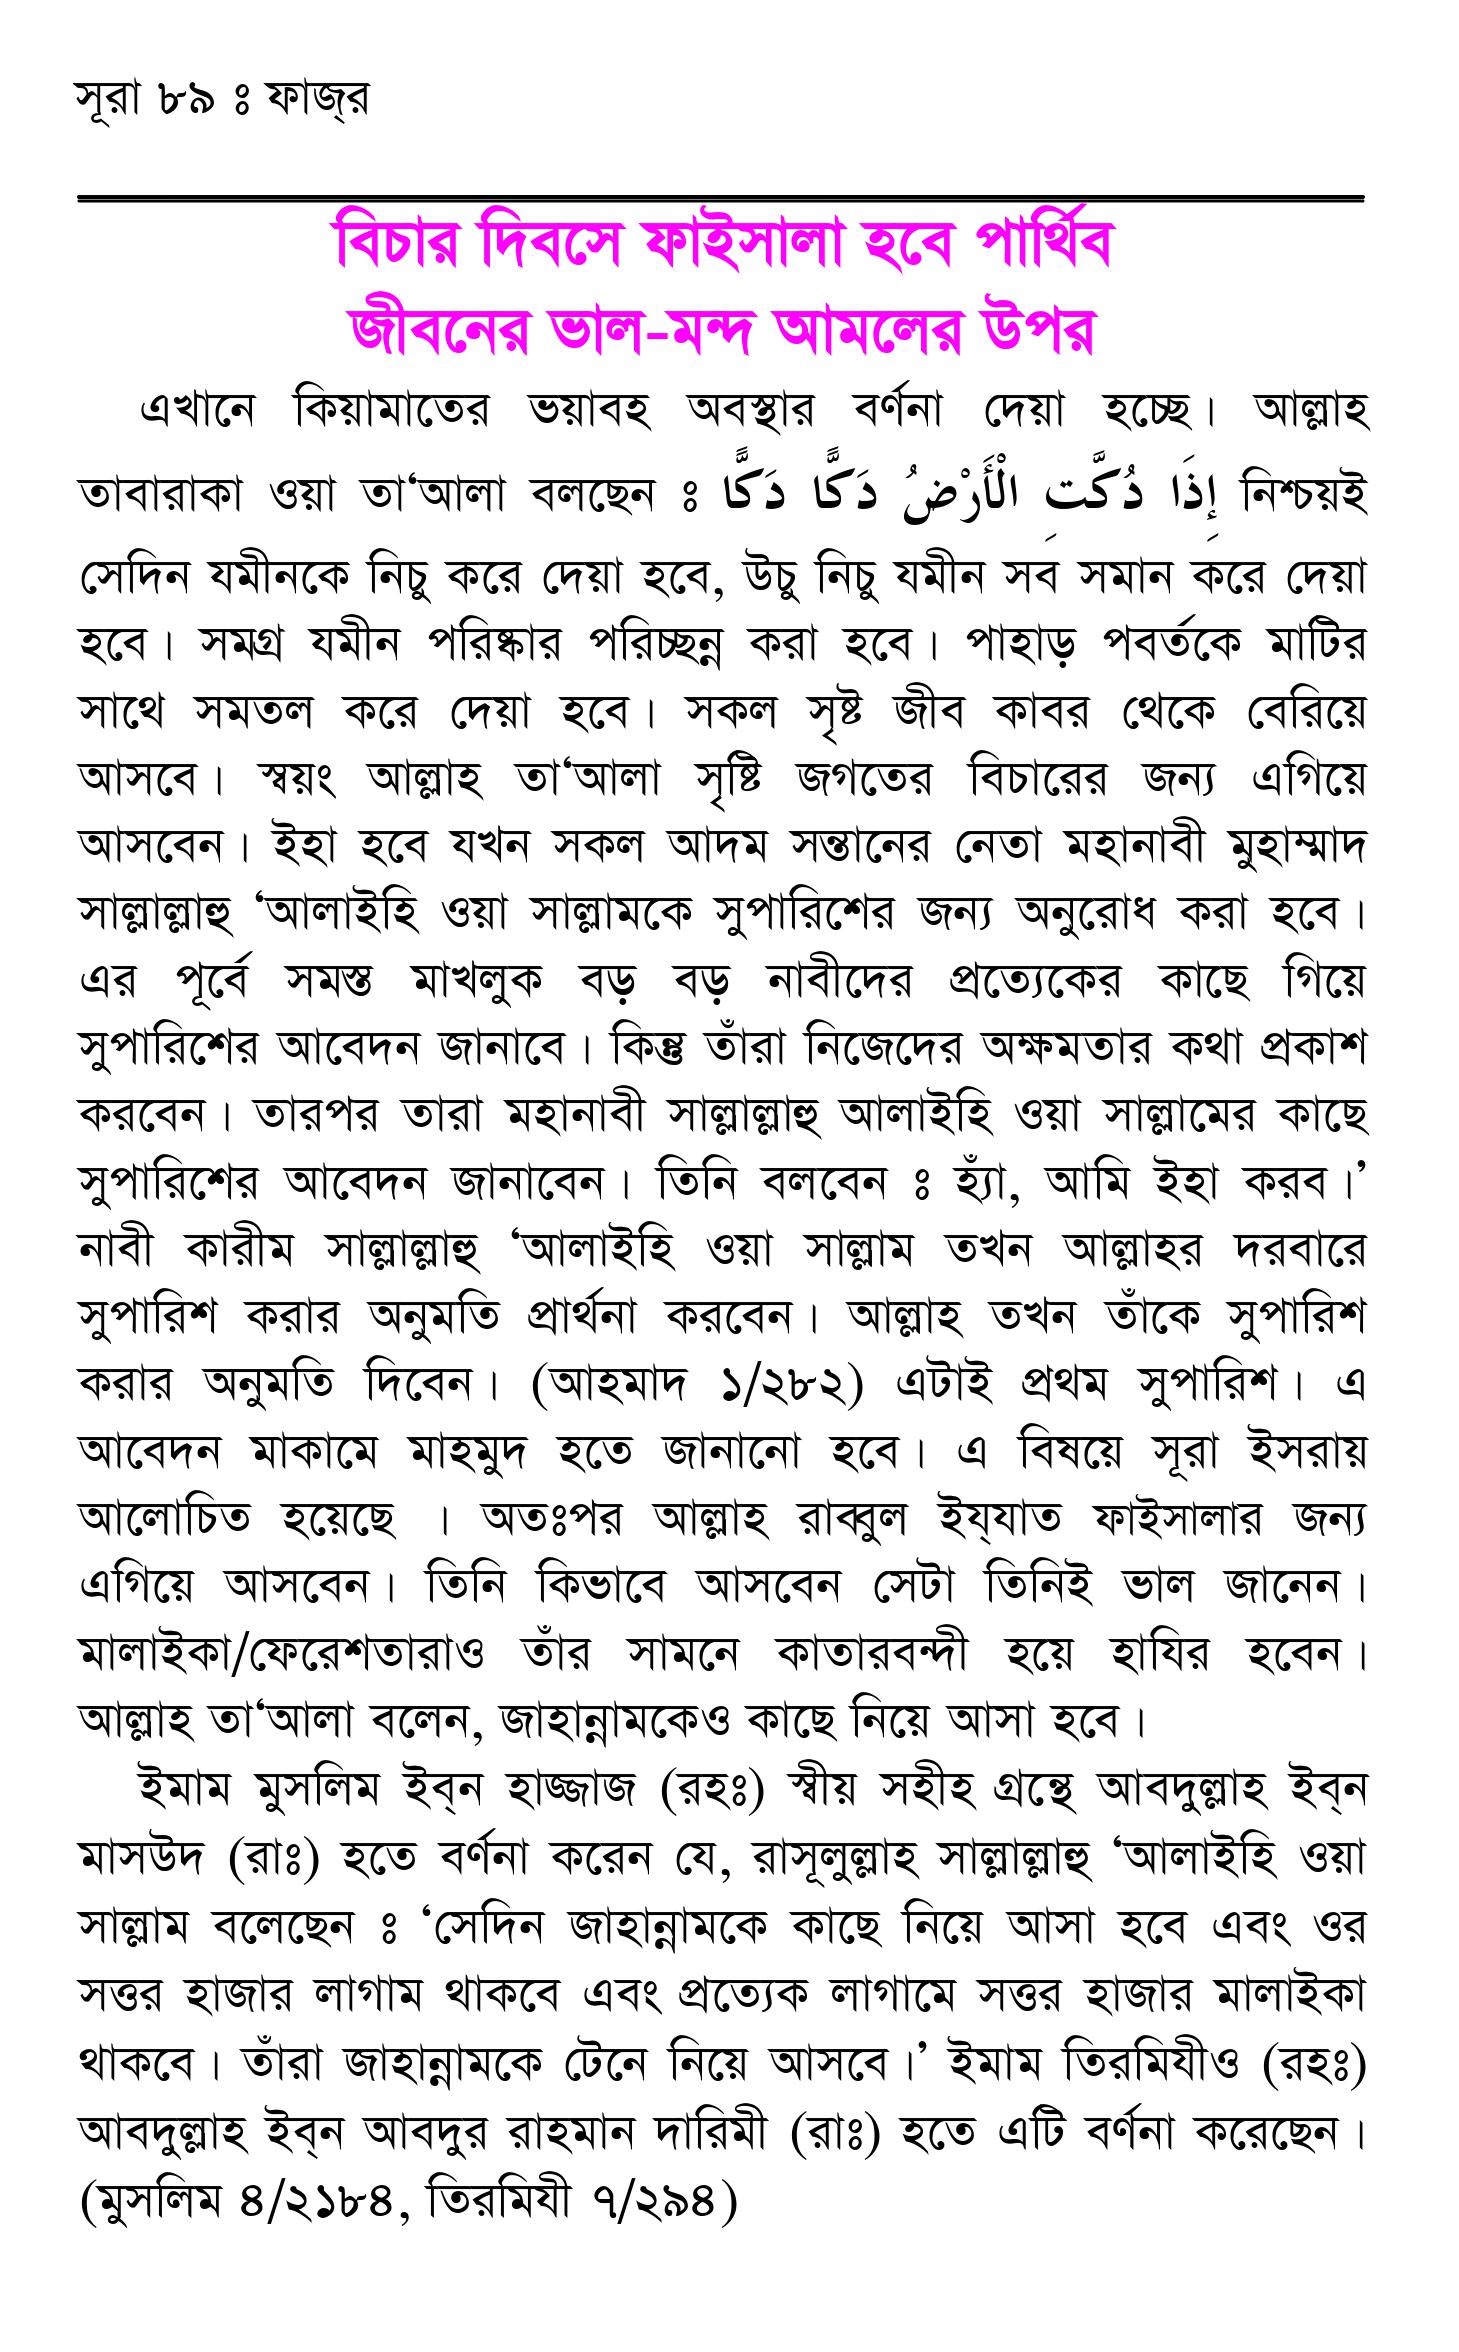 সূরা ৮৯ ঃ ফাজ্‌র
বিচার দিবসে ফাইসালা হবে পার্থিব
জীবনের ভাল-মন্দ আমলের উপর
এখানে কিয়ামাতের ভয়াবহ অবস্থার বর্ণনা দেয়া হচ্ছে। আল্লাহ
তাবারাকা ওয়া তা‘আলা বলছেন ঃ إِذَا دُكَّتِ الْأَرْضُ دَكًّا دَكًّا নিশ্চয়ই
সেদিন যমীনকে নিচু করে দেয়া হবে, উচু নিচু যমীন সব সমান করে দেয়া
হবে। সমগ্র যমীন পরিষ্কার পরিচ্ছন্ন করা হবে। পাহাড় পবর্তকে মাটির
সাথে সমতল করে দেয়া হবে। সকল সৃষ্ট জীব কাবর থেকে বেরিয়ে
আসবে। স্বয়ং আল্লাহ তা‘আলা সৃষ্টি জগতের বিচারের জন্য এগিয়ে
আসবেন। ইহা হবে যখন সকল আদম সন্তানের নেতা মহানাবী মুহাম্মাদ
সাল্লাল্লাহু ‘আলাইহি ওয়া সাল্লামকে সুপারিশের জন্য অনুরোধ করা হবে।
এর পূর্বে সমস্ত মাখলুক বড় বড় নাবীদের প্রত্যেকের কাছে গিয়ে
সুপারিশের আবেদন জানাবে। কিন্তু তাঁরা নিজেদের অক্ষমতার কথা প্রকাশ
করবেন। তারপর তারা মহানাবী সাল্লাল্লাহু আলাইহি ওয়া সাল্লামের কাছে
সুপারিশের আবেদন জানাবেন। তিনি বলবেন ঃ হ্যাঁ, আমি ইহা করব।’
নাবী কারীম সাল্লাল্লাহু ‘আলাইহি ওয়া সাল্লাম তখন আল্লাহর দরবারে
সুপারিশ করার অনুমতি প্রার্থনা করবেন। আল্লাহ তখন তাঁকে সুপারিশ
করার অনুমতি দিবেন। (আহমাদ ১/২৮২) এটাই প্রথম সুপারিশ। এ
আবেদন মাকামে মাহমুদ হতে জানানো হবে। এ বিষয়ে সূরা ইসরায়
আলোচিত হয়েছে । অতঃপর আল্লাহ রাব্বুল ইয্‌যাত ফাইসালার জন্য
এগিয়ে আসবেন। তিনি কিভাবে আসবেন সেটা তিনিই ভাল জানেন।
মালাইকা/ফেরেশতারাও তাঁর সামনে কাতারবন্দী হয়ে হাযির হবেন।
আল্লাহ তা‘আলা বলেন, জাহান্নামকেও কাছে নিয়ে আসা হবে।
ইমাম মুসলিম ইব্‌ন হাজ্জাজ (রহঃ) স্বীয় সহীহ গ্রন্থে আবদুল্লাহ ইব্‌ন
মাসউদ (রাঃ) হতে বর্ণনা করেন যে, রাসূলুল্লাহ সাল্লাল্লাহু ‘আলাইহি ওয়া
সাল্লাম বলেছেন ঃ ‘সেদিন জাহান্নামকে কাছে নিয়ে আসা হবে এবং ওর
সত্তর হাজার লাগাম থাকবে এবং প্রত্যেক লাগামে সত্তর হাজার মালাইকা
থাকবে। তাঁরা জাহান্নামকে টেনে নিয়ে আসবে।’ ইমাম তিরমিযীও (রহঃ)
আবদুল্লাহ ইব্‌ন আবদুর রাহমান দারিমী (রাঃ) হতে এটি বর্ণনা করেছেন।
(মুসলিম ৪/২১৮৪, তিরমিযী ৭/২৯৪)